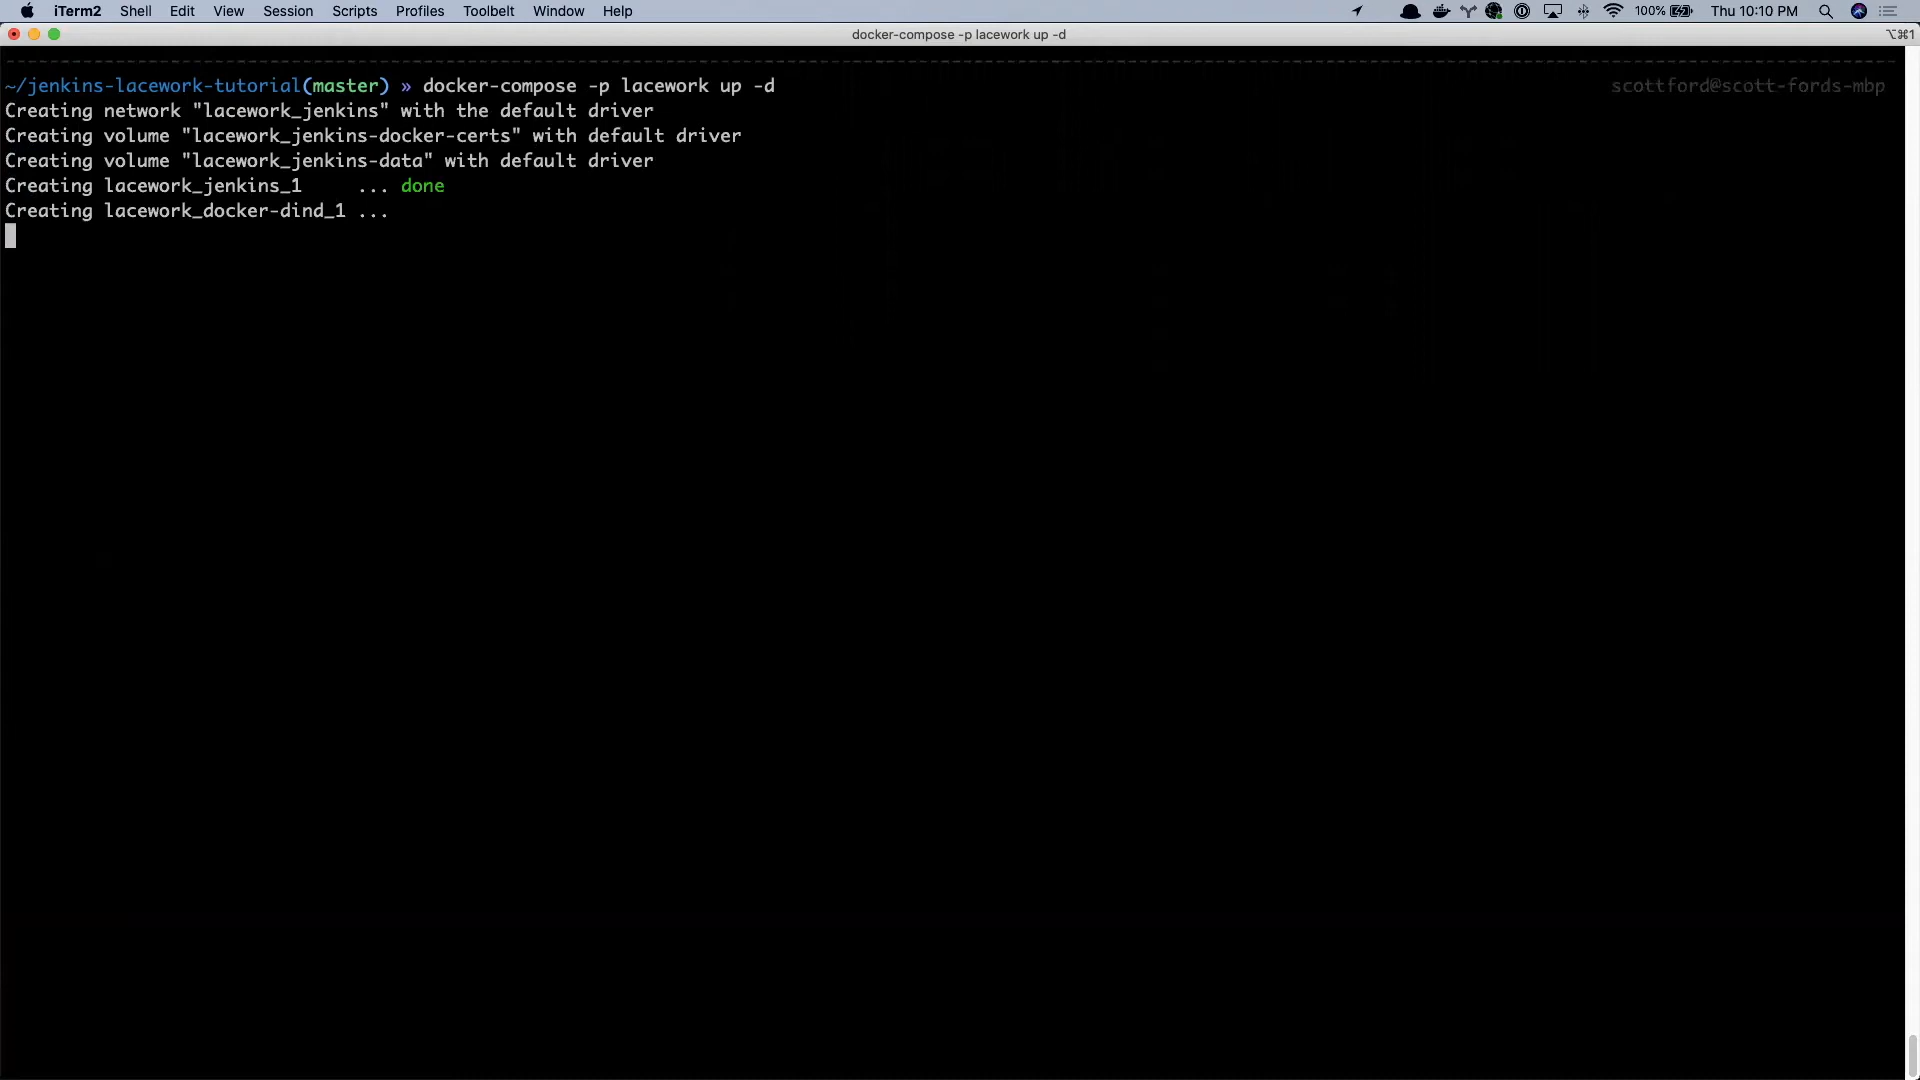 iTerm2 Shell Edit View Session Scripts Profiles Toolbelt Window Help 100% Thu 10:10 PM
docker-compose -p lacework up -d ⌥⌘1
~/jenkins-lacework-tutorial(master) » docker-compose -p lacework up -d scottford@scott-fords-mbp
Creating network "lacework_jenkins" with the default driver
Creating volume "lacework_jenkins-docker-certs" with default driver
Creating volume "lacework_jenkins-data" with default driver
Creating lacework_jenkins_1 ... done
Creating lacework_docker-dind_1 ...